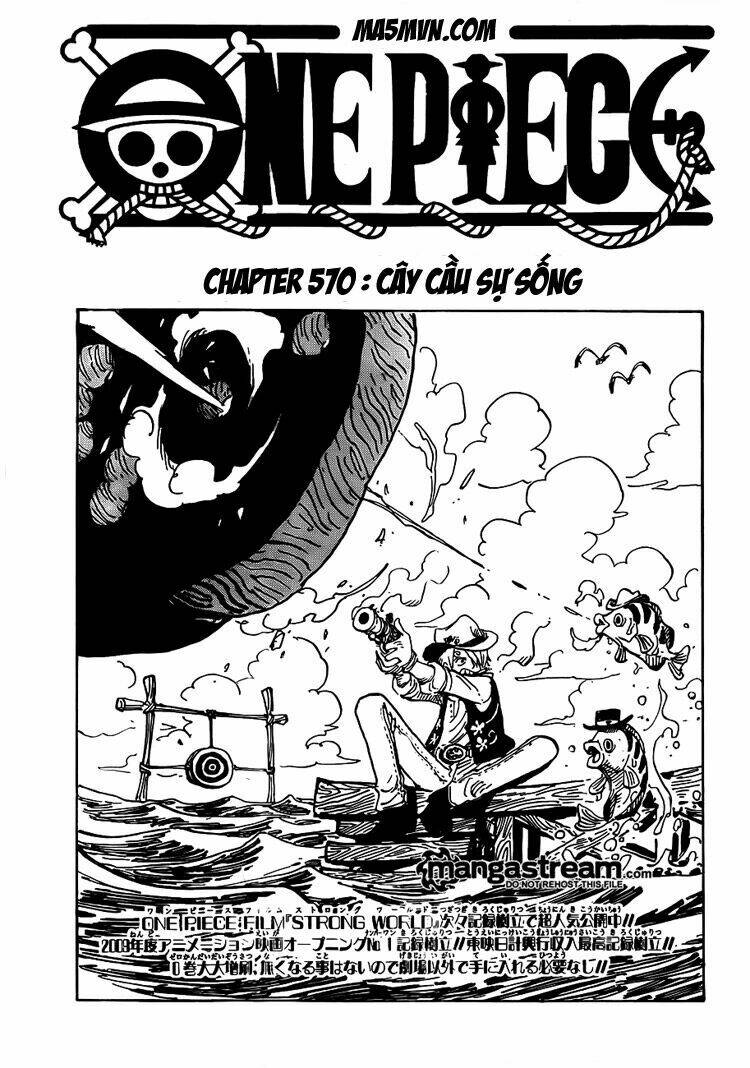 MA5MVN.COM
ONE PIECE
CHAPTER 570 : CÂY CẦU SỰ SỐNG
mangastream.com
DO NOT REHOST THIS FILE
ONE PIECE FILM『STRONG WORLD』次々記録樹立で超人気公開中!!
2009年度アニメーション映画オープニングNo.1記録樹立!!東映日計興行収入最高記録樹立!!
0巻大大増刷;無くなる事はないので劇場以外で手に入れる必要なし!!